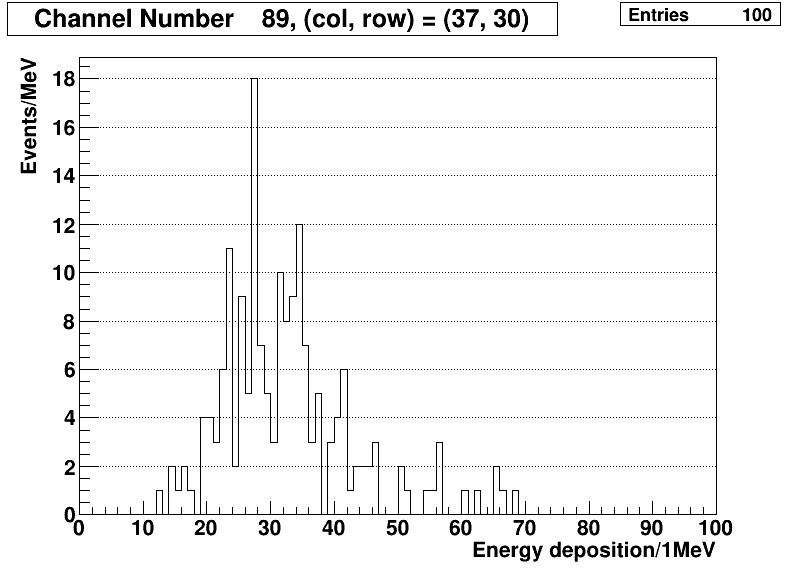 Channel Number 89, (col, row) = (37, 30)
Entries 100
Events/MeV
18
16
14
12
10
8
6
4
2
0
0 10 20 30 40 50 60 70 80 90 100
Energy deposition/1MeV